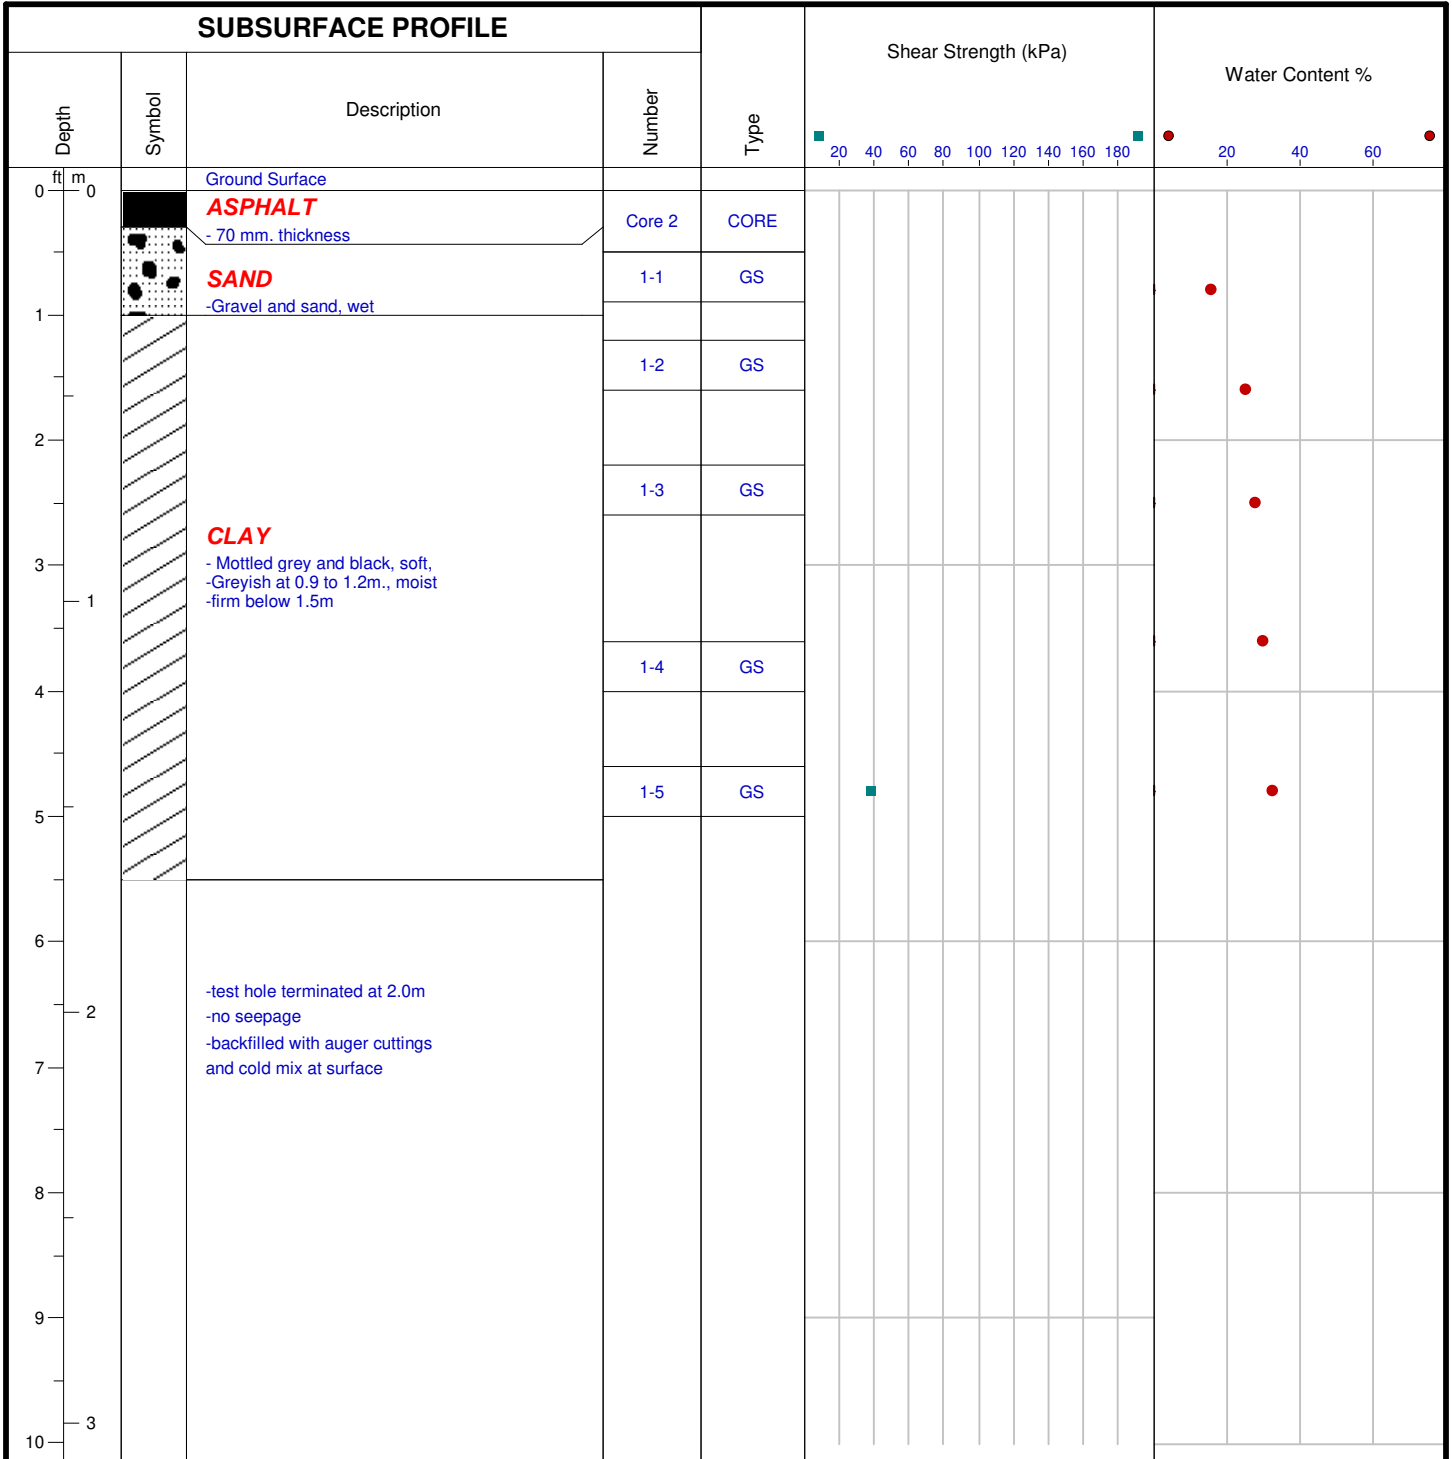 SUBSURFACE PROFILE
Depth
Symbol
Description
Number
Type
Shear Strength (kPa)
20 40 60 80 100 120 140 160 180
Water Content %
20 40 60
ft m
Ground Surface
0 0
ASPHALT
- 70 mm. thickness
Core 2 CORE
SAND
-Gravel and sand, wet
1-1 GS
1
1-2 GS
2
1-3 GS
CLAY
- Mottled grey and black, soft,
-Greyish at 0.9 to 1.2m., moist
-firm below 1.5m
3
1
1-4 GS
4
1-5 GS
5
6
-test hole terminated at 2.0m
-no seepage
-backfilled with auger cuttings
and cold mix at surface
2
7
8
9
3
10